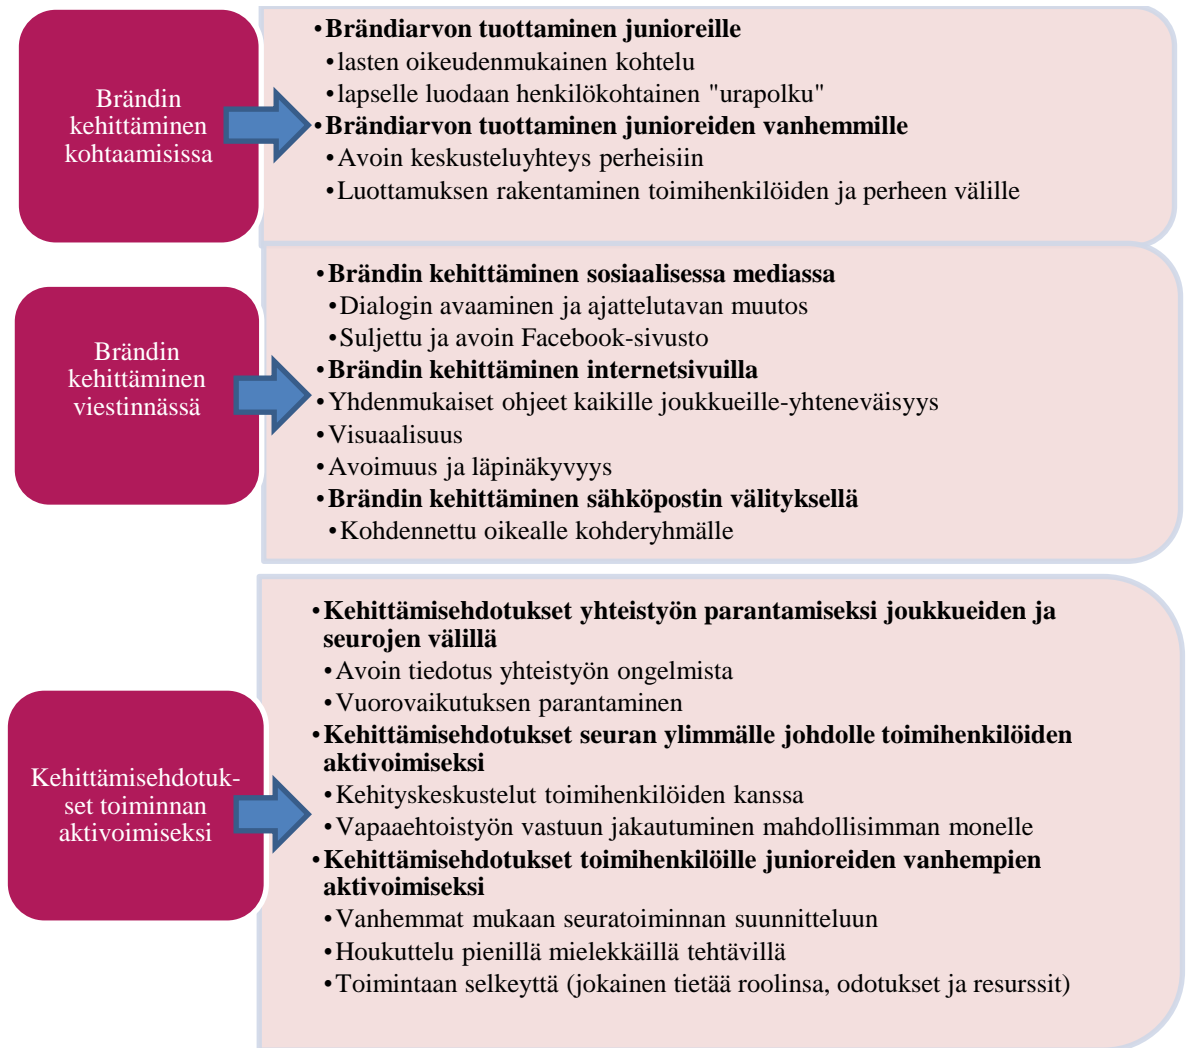 Brändin
kehittäminen
kohtaamisissa
•Brändiarvon tuottaminen junioreille
•lasten oikeudenmukainen kohtelu
•lapselle luodaan henkilökohtainen "urapolku"
•Brändiarvon tuottaminen junioreiden vanhemmille
•Avoin keskusteluyhteys perheisiin
•Luottamuksen rakentaminen toimihenkilöiden ja perheen välille
Brändin
kehittäminen
viestinnässä
•Brändin kehittäminen sosiaalisessa mediassa
•Dialogin avaaminen ja ajattelutavan muutos
•Suljettu ja avoin Facebook-sivusto
•Brändin kehittäminen internetsivuilla
•Yhdenmukaiset ohjeet kaikille joukkueille-yhteneväisyys
•Visuaalisuus
•Avoimuus ja läpinäkyvyys
•Brändin kehittäminen sähköpostin välityksellä
•Kohdennettu oikealle kohderyhmälle
Kehittämisehdotuk-
set toiminnan
aktivoimiseksi
•Kehittämisehdotukset yhteistyön parantamiseksi joukkueiden ja
seurojen välillä
•Avoin tiedotus yhteistyön ongelmista
•Vuorovaikutuksen parantaminen
•Kehittämisehdotukset seuran ylimmälle johdolle toimihenkilöiden
aktivoimiseksi
•Kehityskeskustelut toimihenkilöiden kanssa
•Vapaaehtoistyön vastuun jakautuminen mahdollisimman monelle
•Kehittämisehdotukset toimihenkilöille junioreiden vanhempien
aktivoimiseksi
•Vanhemmat mukaan seuratoiminnan suunnitteluun
•Houkuttelu pienillä mielekkäillä tehtävillä
•Toimintaan selkeyttä (jokainen tietää roolinsa, odotukset ja resurssit)